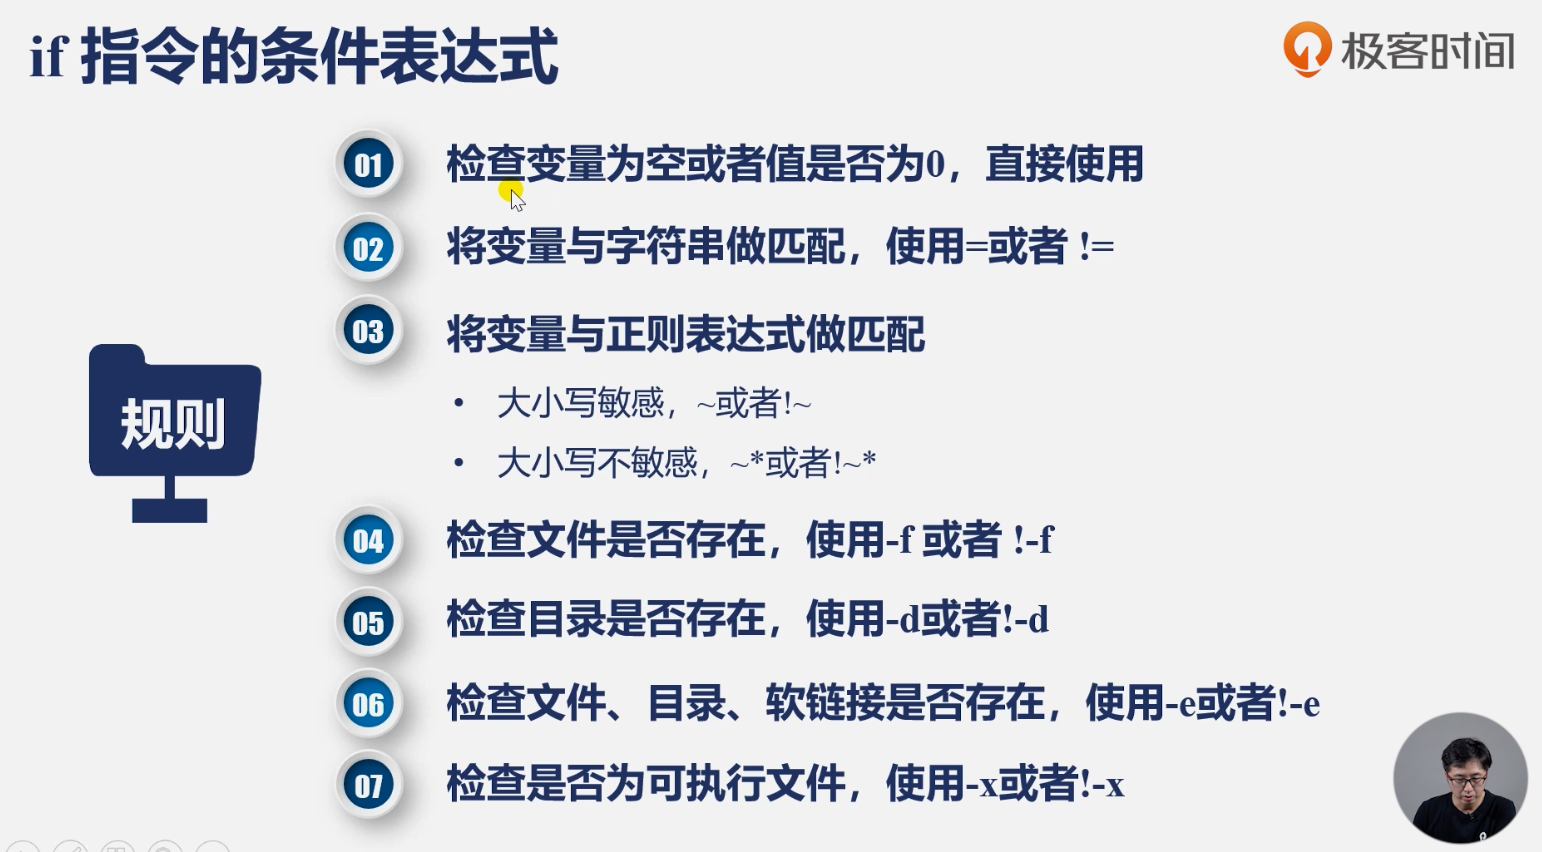 if 指令的条件表达式
极客时间
规则
01 检查变量为空或者值是否为0，直接使用
02 将变量与字符串做匹配，使用=或者 !=
03 将变量与正则表达式做匹配
• 大小写敏感，~或者!~
• 大小写不敏感，~*或者!~*
04 检查文件是否存在，使用-f 或者 !-f
05 检查目录是否存在，使用-d或者!-d
06 检查文件、目录、软链接是否存在，使用-e或者!-e
07 检查是否为可执行文件，使用-x或者!-x